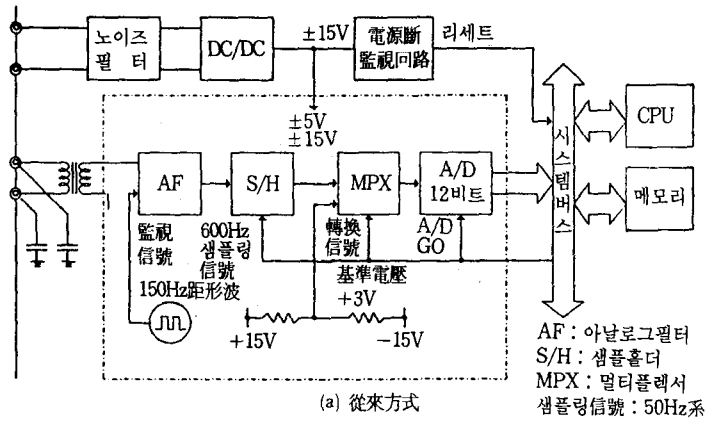 노이즈
필 터
DC/DC
±15V
電源斷
監視回路
리세트
±5V
±15V
CPU
메모리
시스템버스
AF
S/H
MPX
A/D
12비트
監視
信號
600Hz
샘플링
信號
轉換
信號
A/D
GO
150Hz距形波
基準電壓
+3V
+15V
-15V
AF : 아날로그필터
S/H : 샘플홀더
MPX : 멀티플렉서
샘플링信號 : 50Hz系
(a) 從來方式